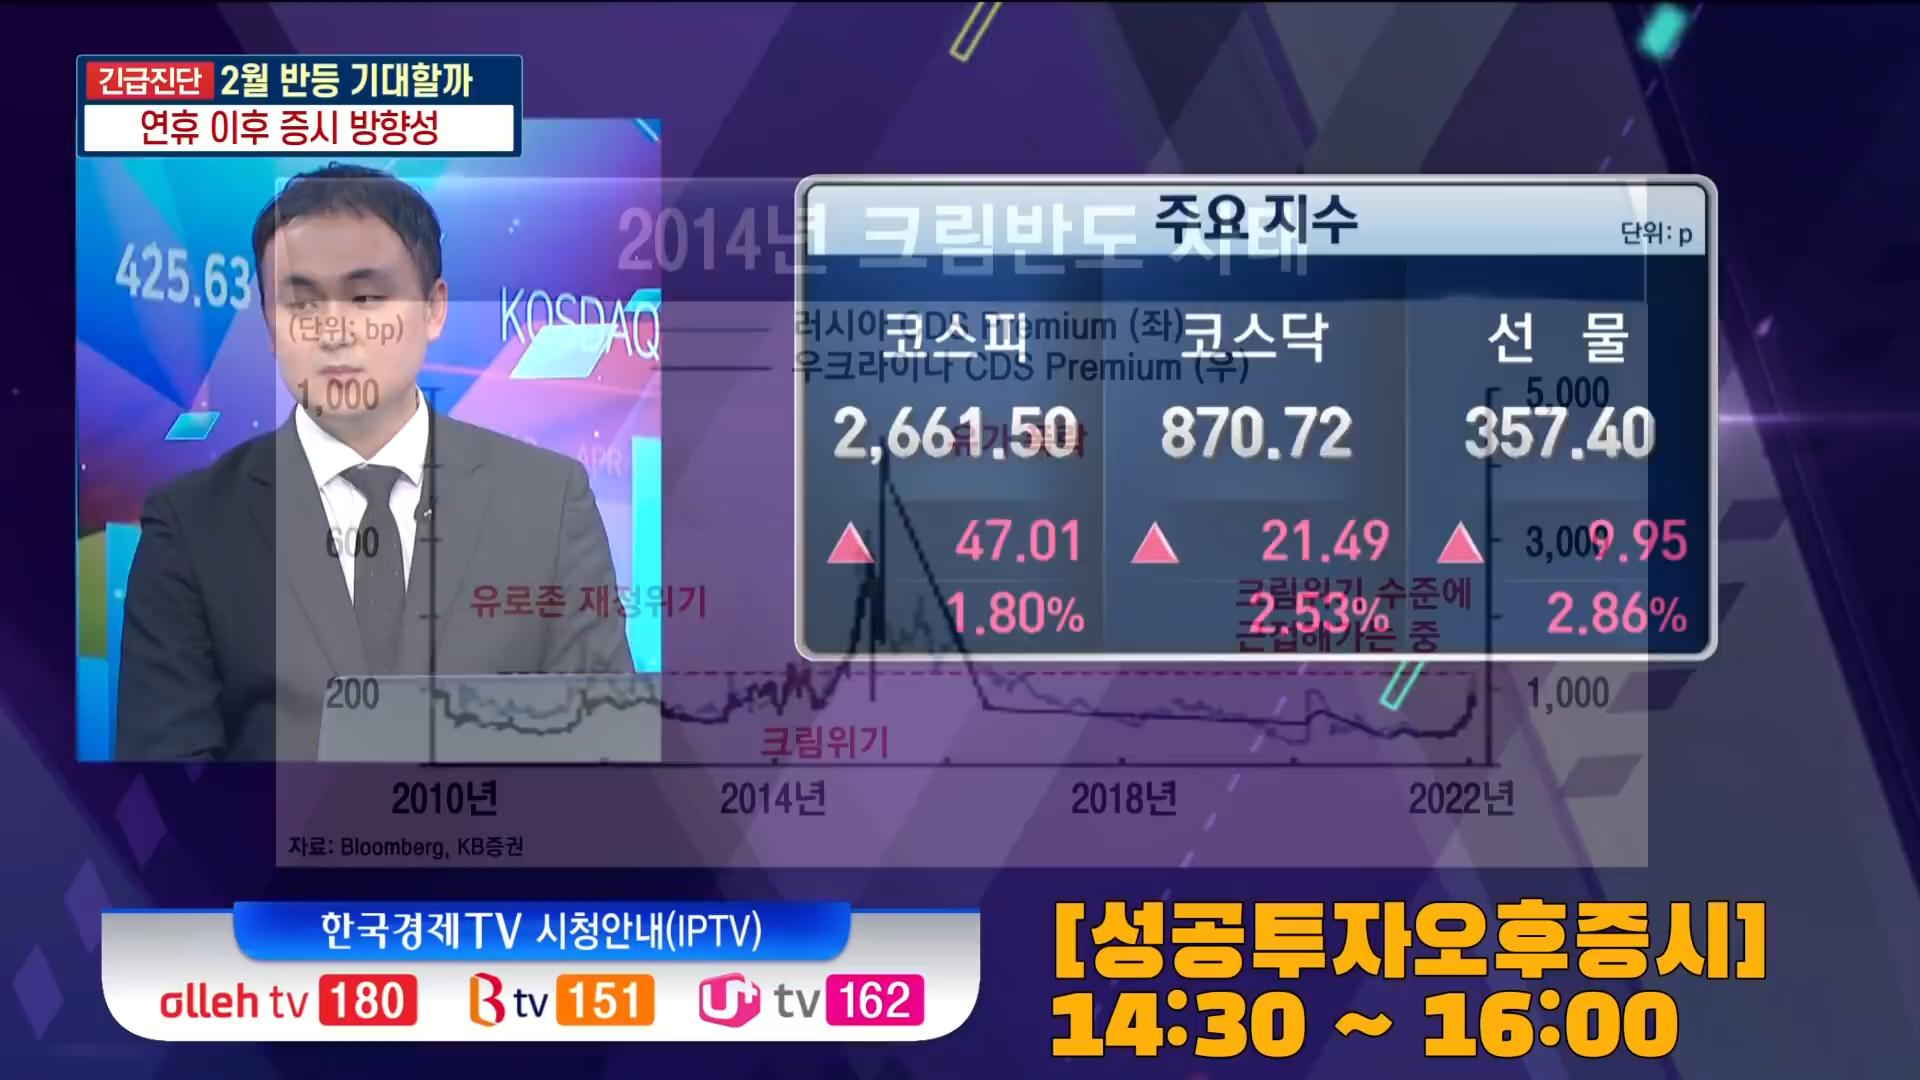 긴급진단 2월 반등 기대할까
연휴 이후 증시 방향성
425.63
KOSDAQ
APR
2014년 크림반도 사태
주요 지수
단위: p
(단위: bp)
러시아 CDS Premium (좌)
우크라이나 CDS Premium (우)
코스피 코스닥 선 물
1,000 5,000
2,661.50 870.72 357.40
유가 폭락
600 3,000
▲ 47.01 ▲ 21.49 ▲ 9.95
1.80% 2.53% 2.86%
유로존 재정위기
크림위기 수준에
근접해가는 중
200 1,000
크림위기
2010년 2014년 2018년 2022년
자료: Bloomberg, KB증권
한국경제TV 시청안내(IPTV)
olleh tv 180 B tv 151 U+ tv 162
[성공투자오후증시]
14:30 ~ 16:00